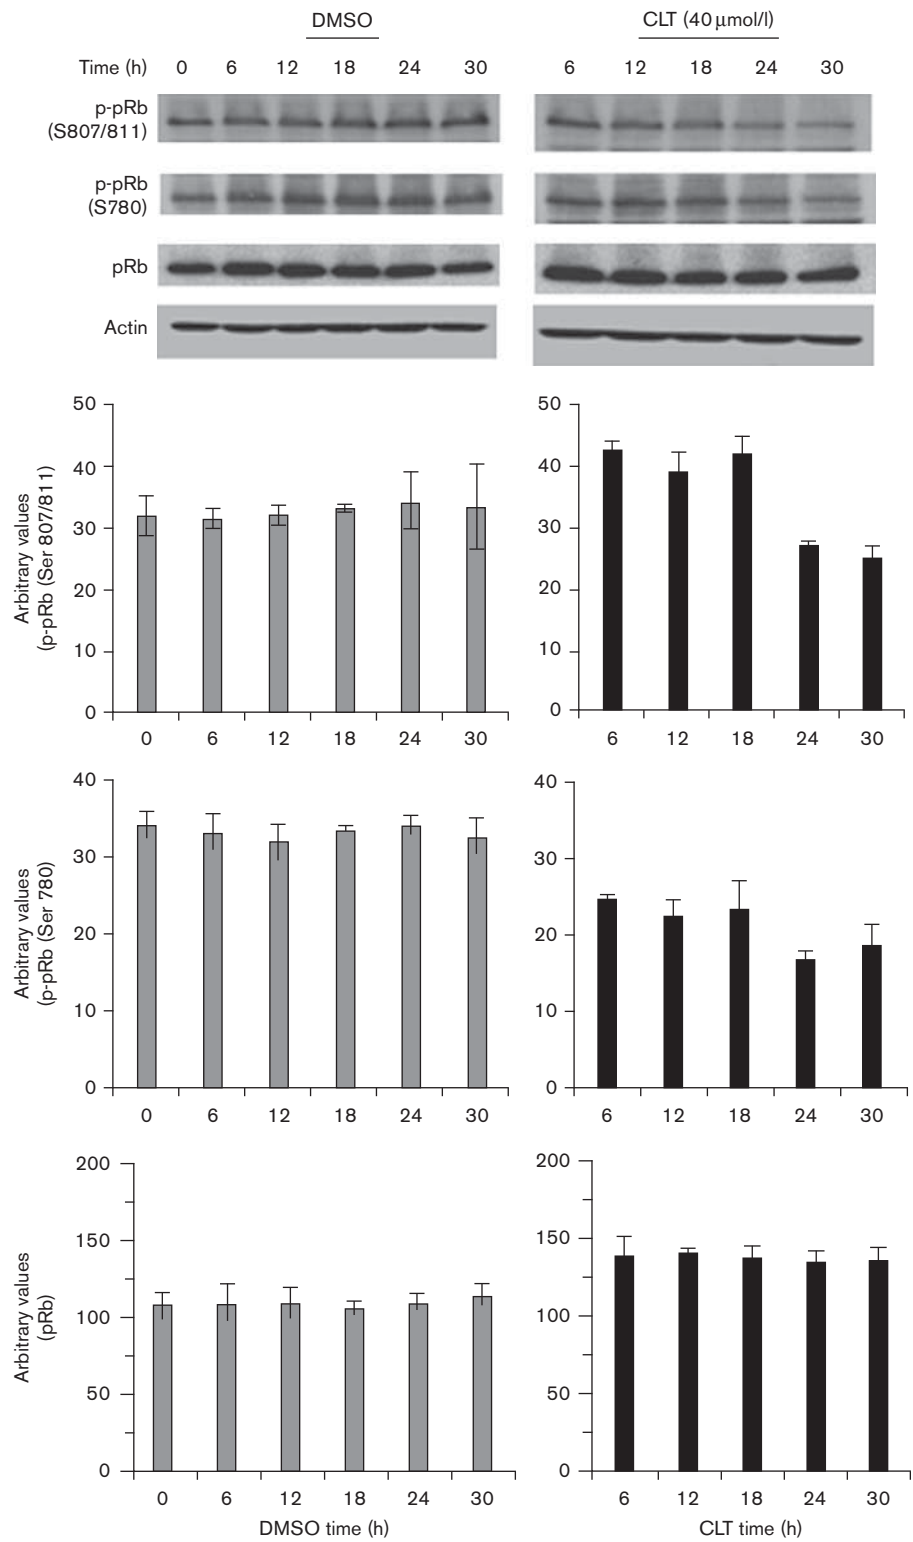 DMSO CLT (40 μmol/l)
Time (h) 0 6 12 18 24 30 6 12 18 24 30
p-pRb
(S807/811)
p-pRb
(S780)
pRb
Actin
Arbitrary values
(p-pRb (Ser 807/811)
50
40
30
20
10
0
0 6 12 18 24 30
50
40
30
20
10
0
6 12 18 24 30
Arbitrary values
(p-pRb (Ser 780)
40
30
20
10
0
0 6 12 18 24 30
40
30
20
10
0
6 12 18 24 30
Arbitrary values
(pRb)
200
150
100
50
0
0 6 12 18 24 30
DMSO time (h)
200
150
100
50
0
6 12 18 24 30
CLT time (h)